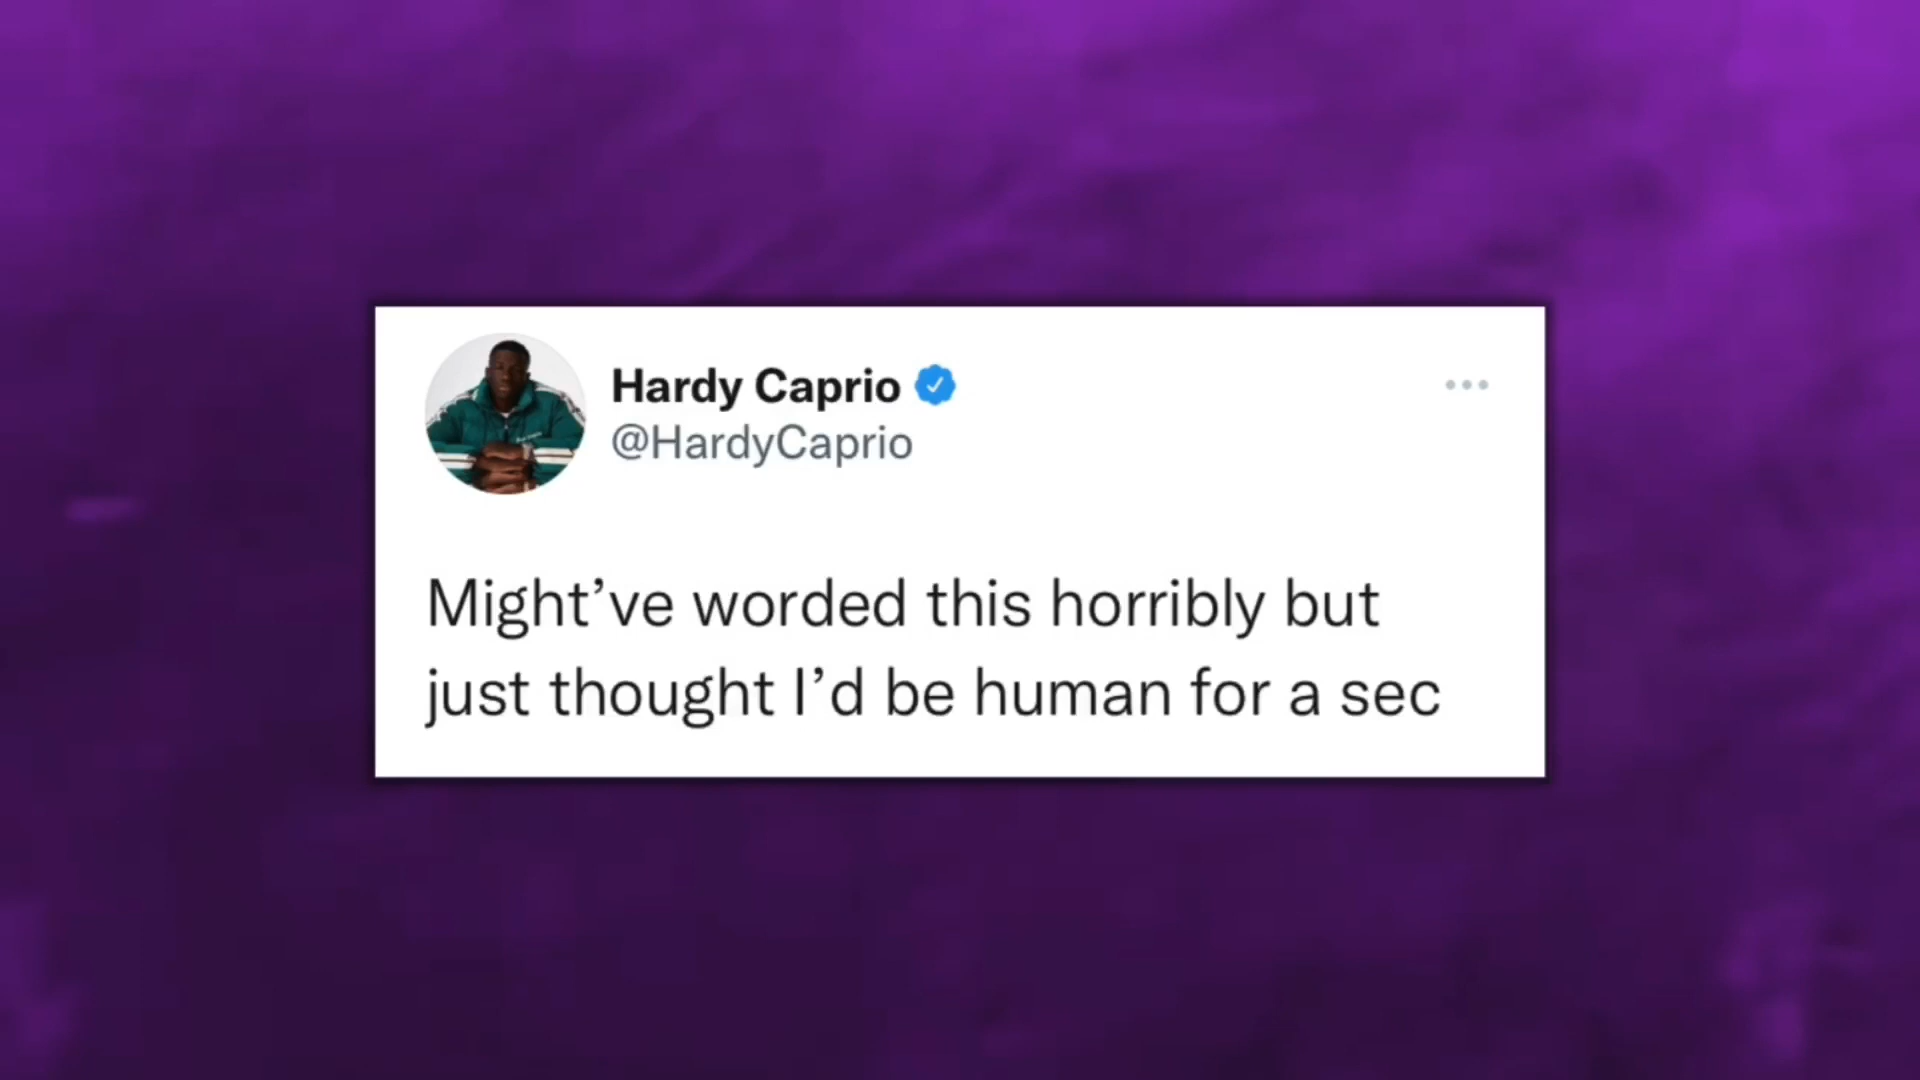 Hardy Caprio
@HardyCaprio
Might’ve worded this horribly but
just thought I’d be human for a sec